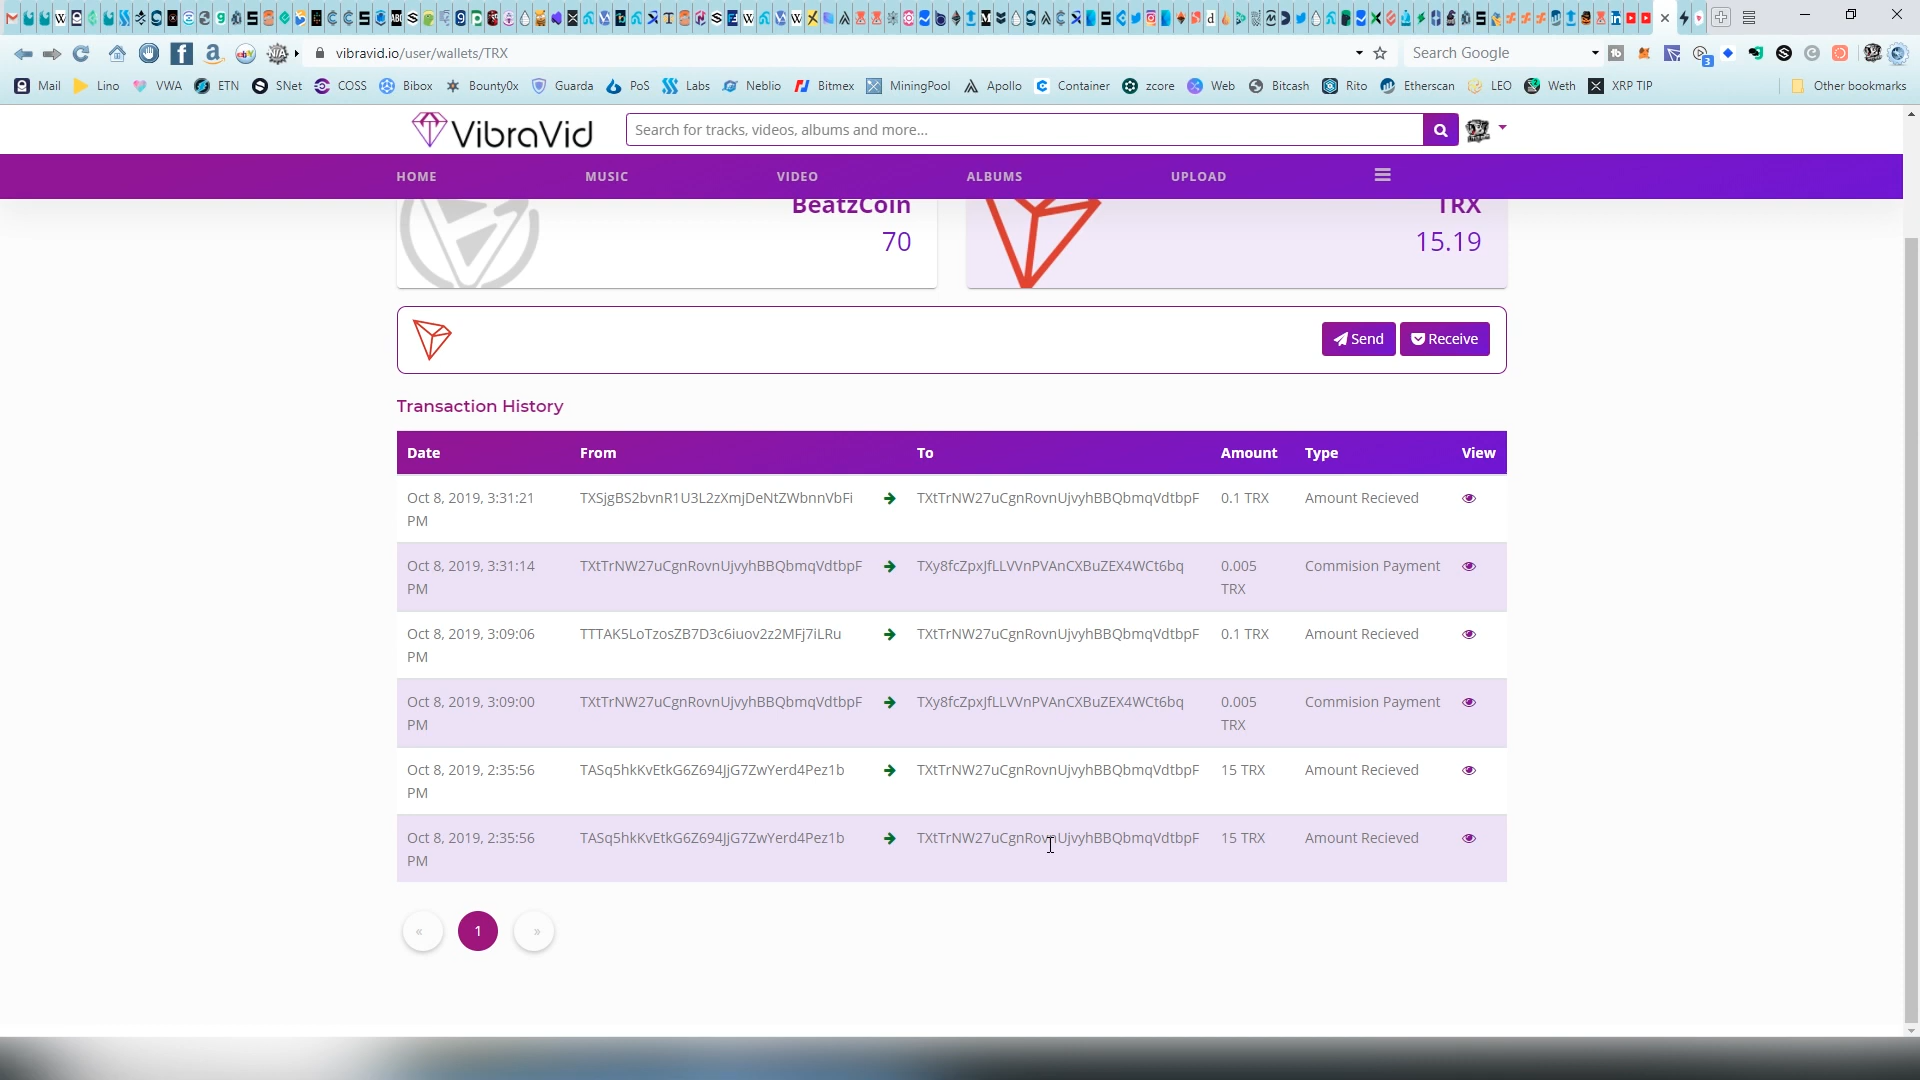 vibravid.io/user/wallets/TRX
Search Google
3
Mail Lino VWA ETN SNet COSS Bibox Bounty0x Guarda PoS Labs Neblio Bitmex MiningPool Apollo Container zcore Web Bitcash Rito Etherscan LEO Weth XRP TIP Other bookmarks
VibraVid
Search for tracks, videos, albums and more...
HOME MUSIC VIDEO ALBUMS UPLOAD
BeatzCoin
70
TRX
15.19
Send Receive
Transaction History
Date From To Amount Type View
Oct 8, 2019, 3:31:21 PM TXSjgBS2bvnR1U3L2zXmjDeNtZWbnnVbFi TXtTrNW27uCgnRovnUjvyhBBQbmqVdtbpF 0.1 TRX Amount Recieved
Oct 8, 2019, 3:31:14 PM TXtTrNW27uCgnRovnUjvyhBBQbmqVdtbpF TXy8fcZpxJfLLVVnPVAnCXBuZEX4WCt6bq 0.005 TRX Commision Payment
Oct 8, 2019, 3:09:06 PM TTTAK5LoTzosZB7D3c6iuov2z2MFj7iLRu TXtTrNW27uCgnRovnUjvyhBBQbmqVdtbpF 0.1 TRX Amount Recieved
Oct 8, 2019, 3:09:00 PM TXtTrNW27uCgnRovnUjvyhBBQbmqVdtbpF TXy8fcZpxJfLLVVnPVAnCXBuZEX4WCt6bq 0.005 TRX Commision Payment
Oct 8, 2019, 2:35:56 PM TASq5hkKvEtkG6Z694JjG7ZwYerd4Pez1b TXtTrNW27uCgnRovnUjvyhBBQbmqVdtbpF 15 TRX Amount Recieved
Oct 8, 2019, 2:35:56 PM TASq5hkKvEtkG6Z694JjG7ZwYerd4Pez1b TXtTrNW27uCgnRovnUjvyhBBQbmqVdtbpF 15 TRX Amount Recieved
« 1 »